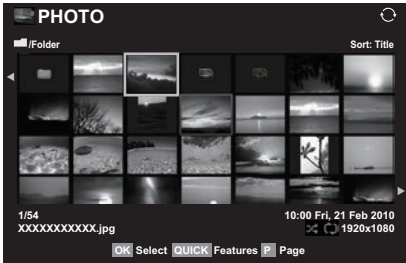 PHOTO
/Folder
Sort: Title
1/54
10:00 Fri, 21 Feb 2010
XXXXXXXXXXX.jpg
1920x1080
OK Select QUICK Features P Page